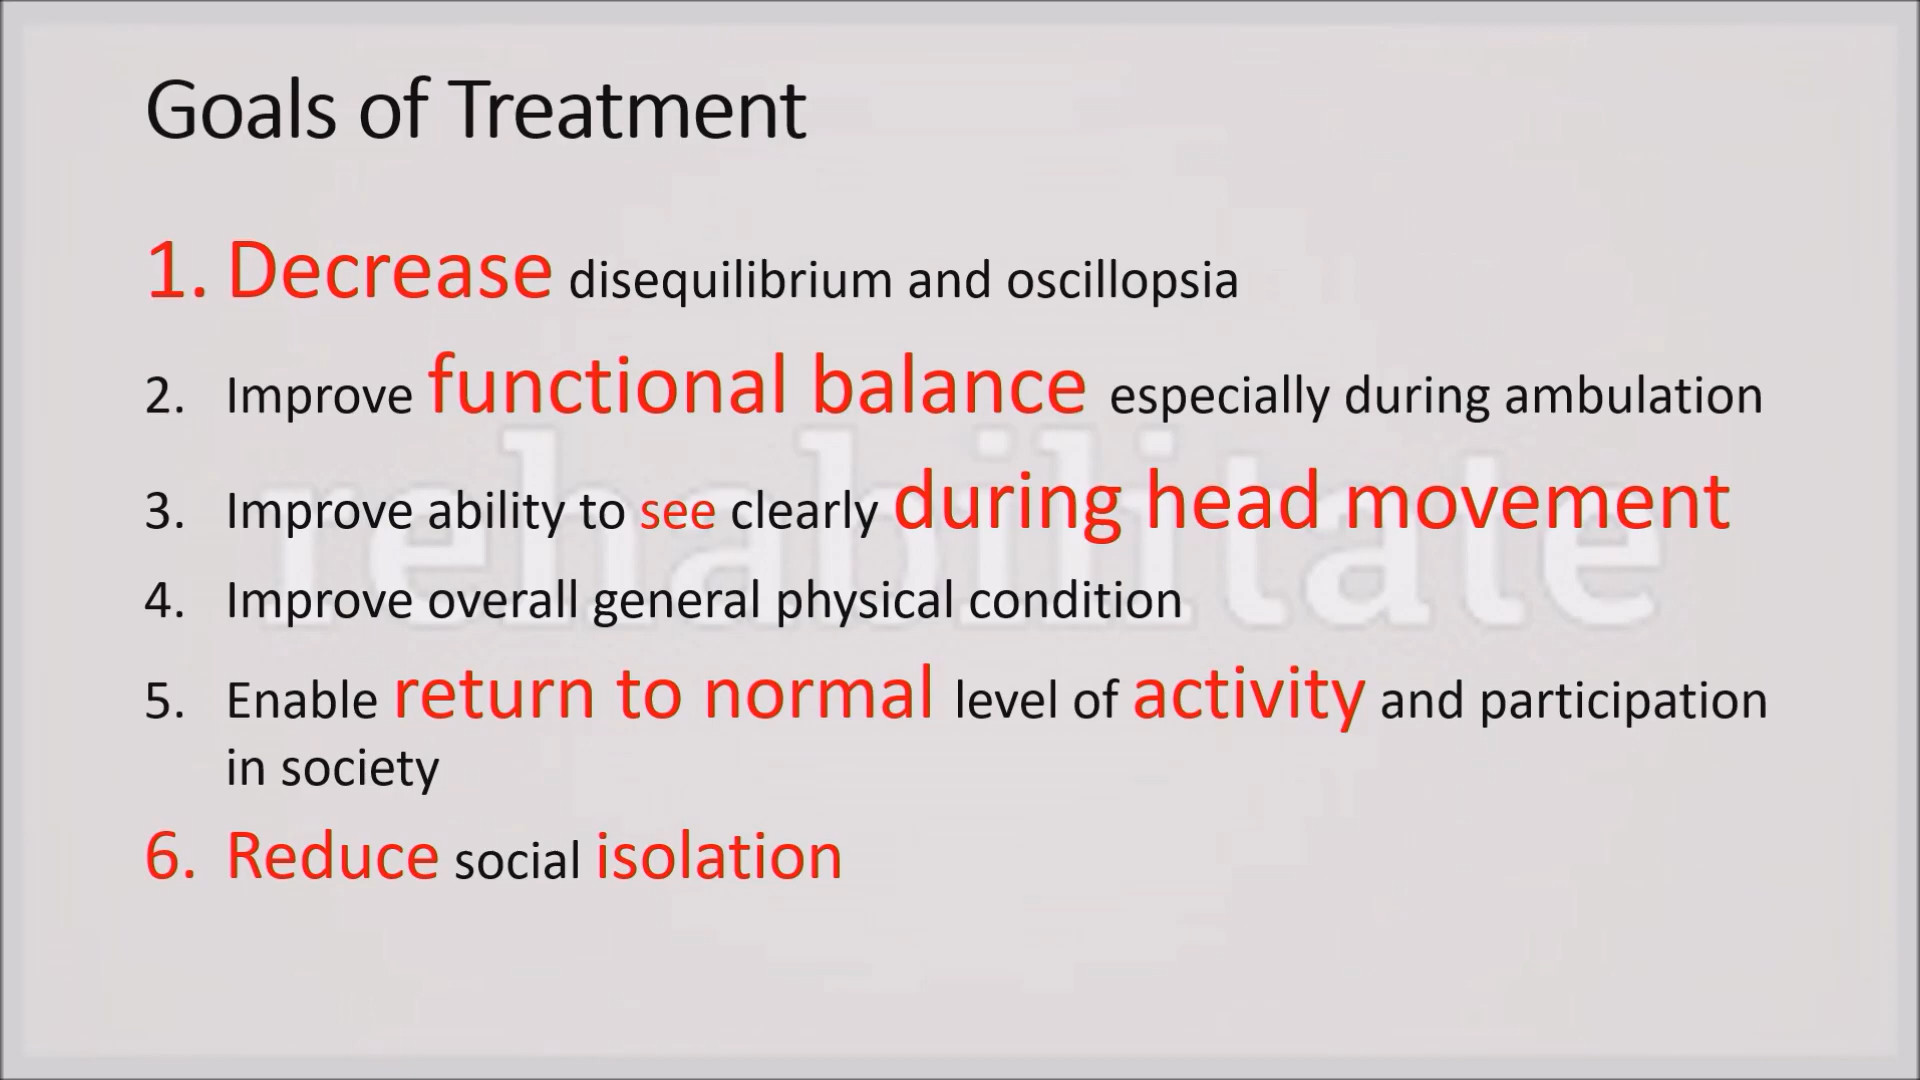 Goals of Treatment
1. Decrease disequilibrium and oscillopsia
2. Improve functional balance especially during ambulation
3. Improve ability to see clearly during head movement
4. Improve overall general physical condition
5. Enable return to normal level of activity and participation
in society
6. Reduce social isolation
rehabilitate